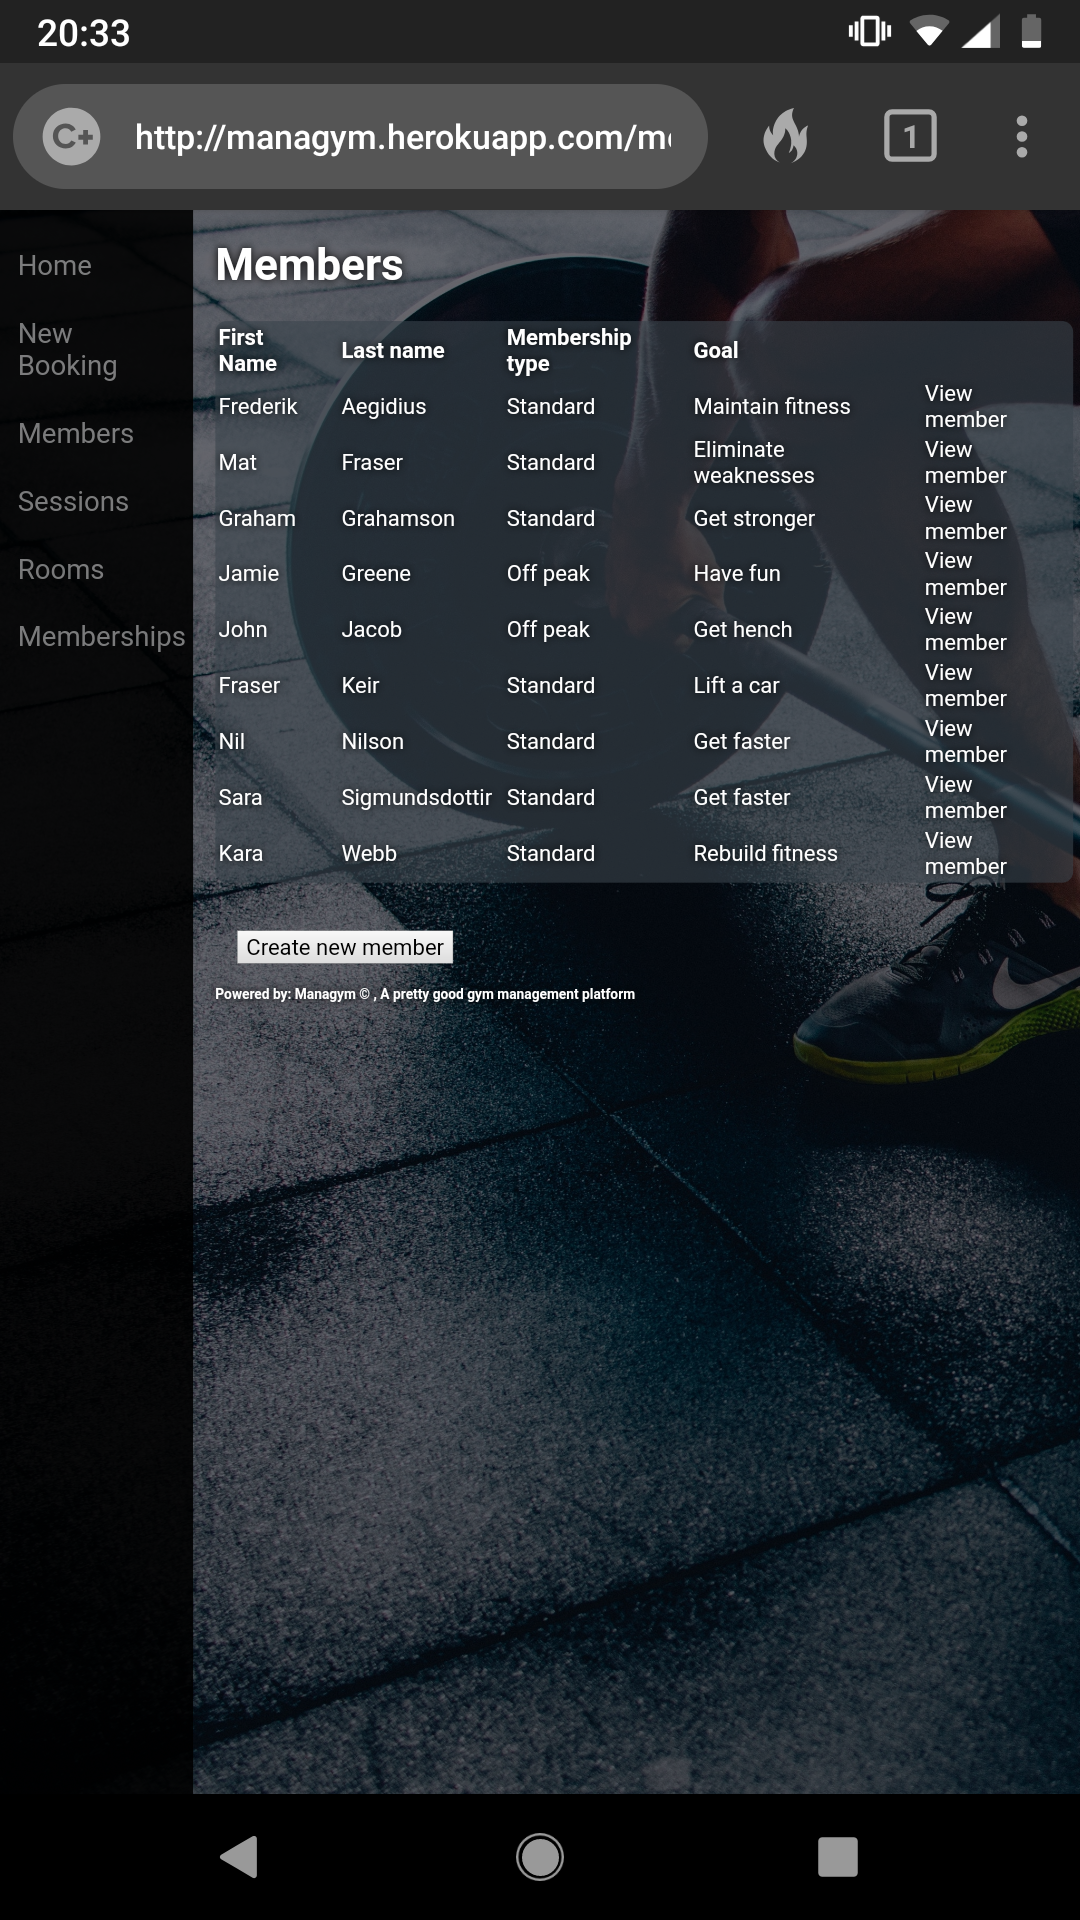 20:33
C+ http://managym.herokuapp.com/me 1
Home
New
Booking
Members
Sessions
Rooms
Memberships
Members
First Name Last name Membership type Goal
Frederik Aegidius Standard Maintain fitness View member
Mat Fraser Standard Eliminate weaknesses View member
Graham Grahamson Standard Get stronger View member
Jamie Greene Off peak Have fun View member
John Jacob Off peak Get hench View member
Fraser Keir Standard Lift a car View member
Nil Nilson Standard Get faster View member
Sara Sigmundsdottir Standard Get faster View member
Kara Webb Standard Rebuild fitness View member
Create new member
Powered by: Managym © , A pretty good gym management platform